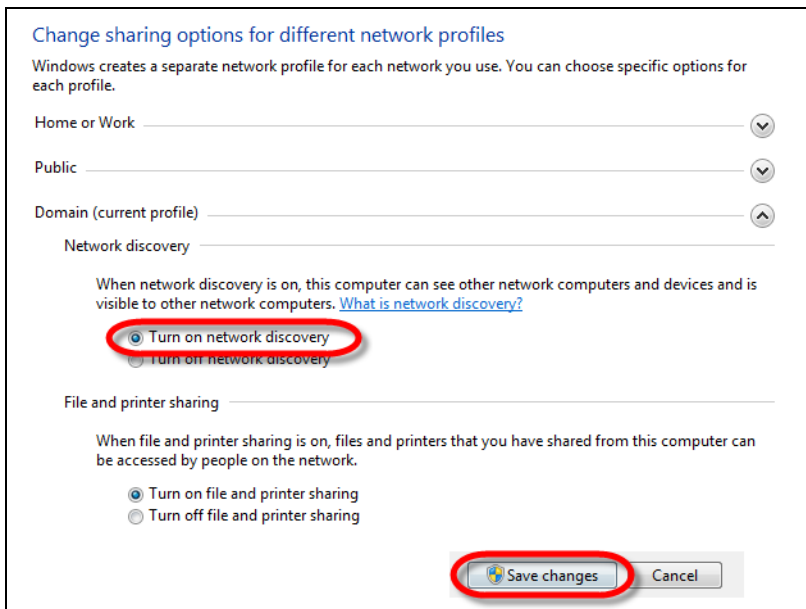 Change sharing options for different network profiles
Windows creates a separate network profile for each network you use. You can choose specific options for
each profile.
Home or Work
Public
Domain (current profile)
Network discovery
When network discovery is on, this computer can see other network computers and devices and is
visible to other network computers. What is network discovery?
Turn on network discovery
Turn off network discovery
File and printer sharing
When file and printer sharing is on, files and printers that you have shared from this computer can
be accessed by people on the network.
Turn on file and printer sharing
Turn off file and printer sharing
Save changes Cancel